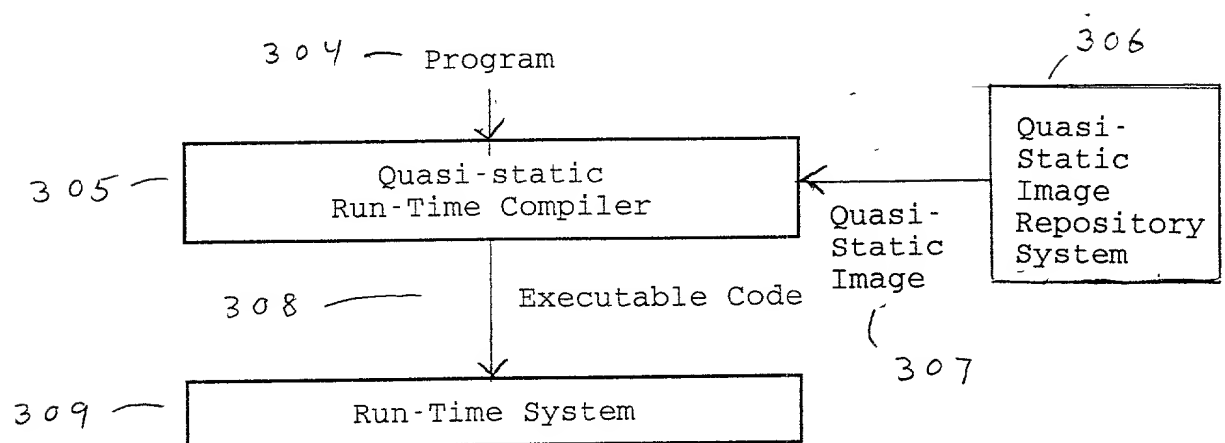 306
304 Program
Quasi-
Static
Image
Repository
System
305
Quasi-static
Run-Time Compiler
Quasi-
Static
Image
307
308
Executable Code
309
Run-Time System